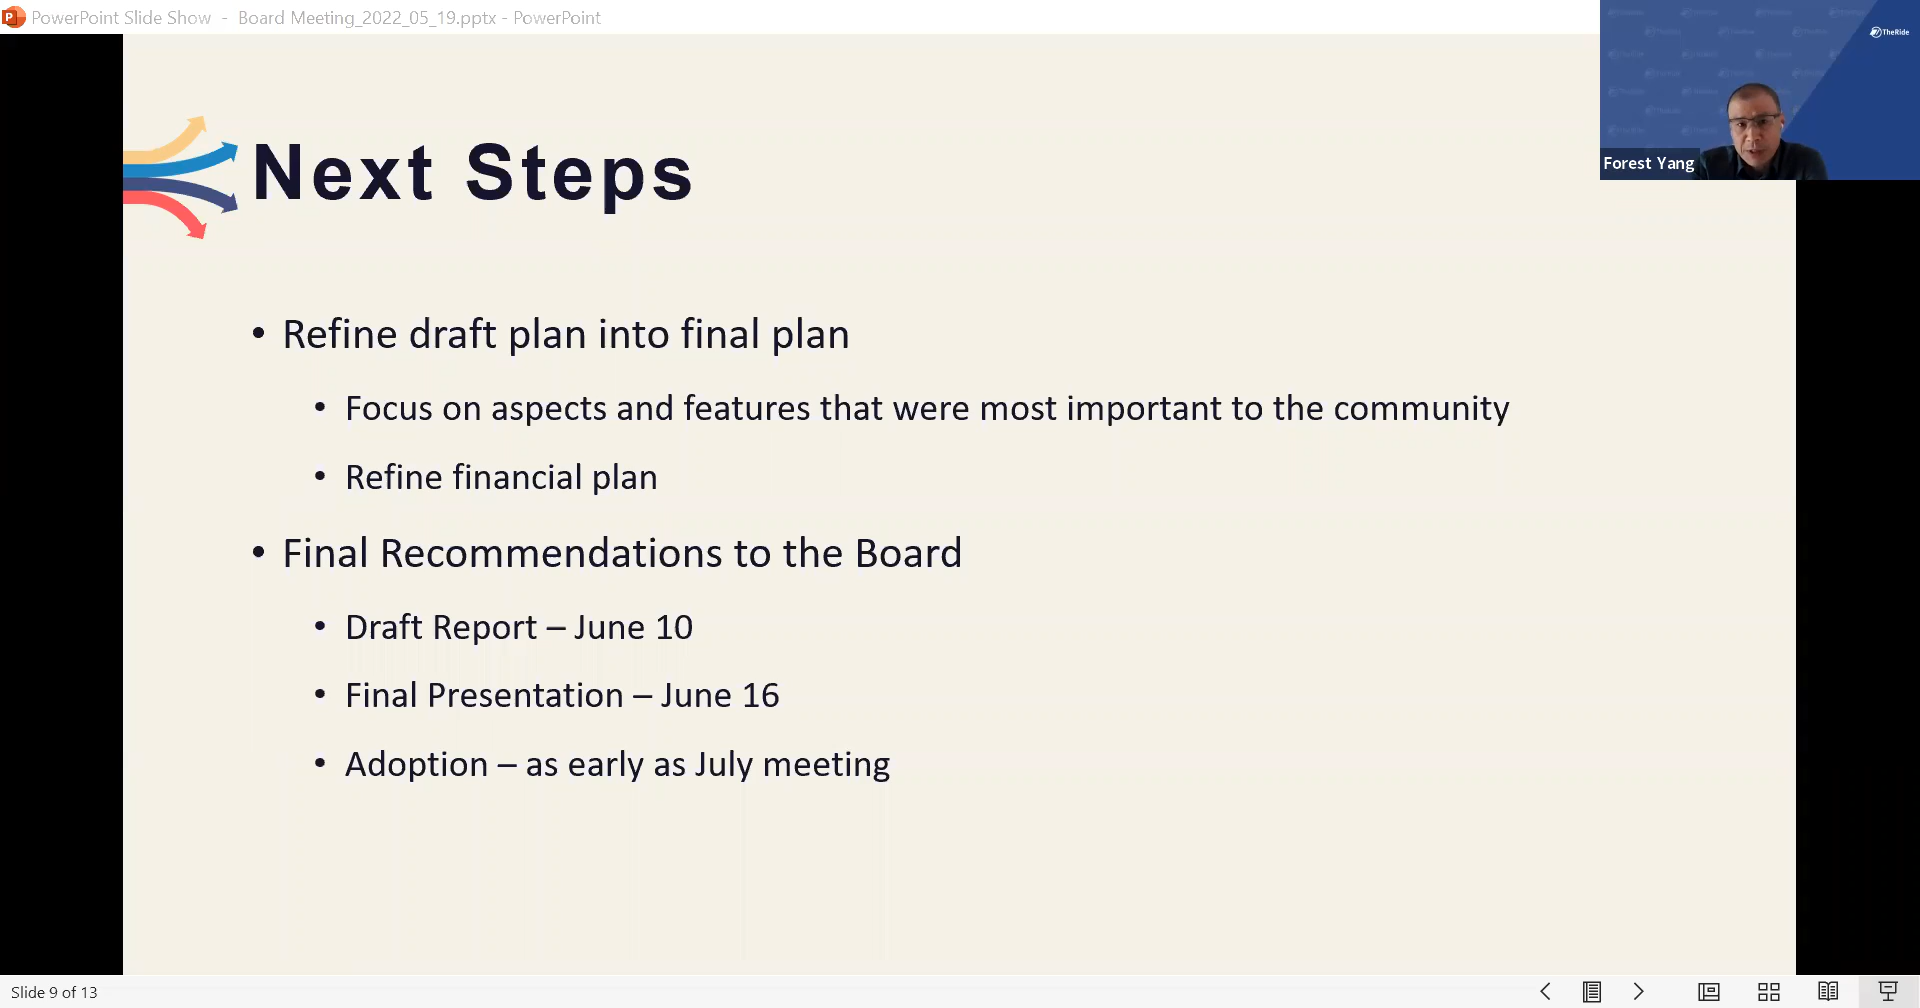 PowerPoint Slide Show - Board Meeting_2022_05_19.pptx - PowerPoint
TheRide
Forest Yang
Next Steps
• Refine draft plan into final plan
• Focus on aspects and features that were most important to the community
• Refine financial plan
• Final Recommendations to the Board
• Draft Report – June 10
• Final Presentation – June 16
• Adoption – as early as July meeting
Slide 9 of 13